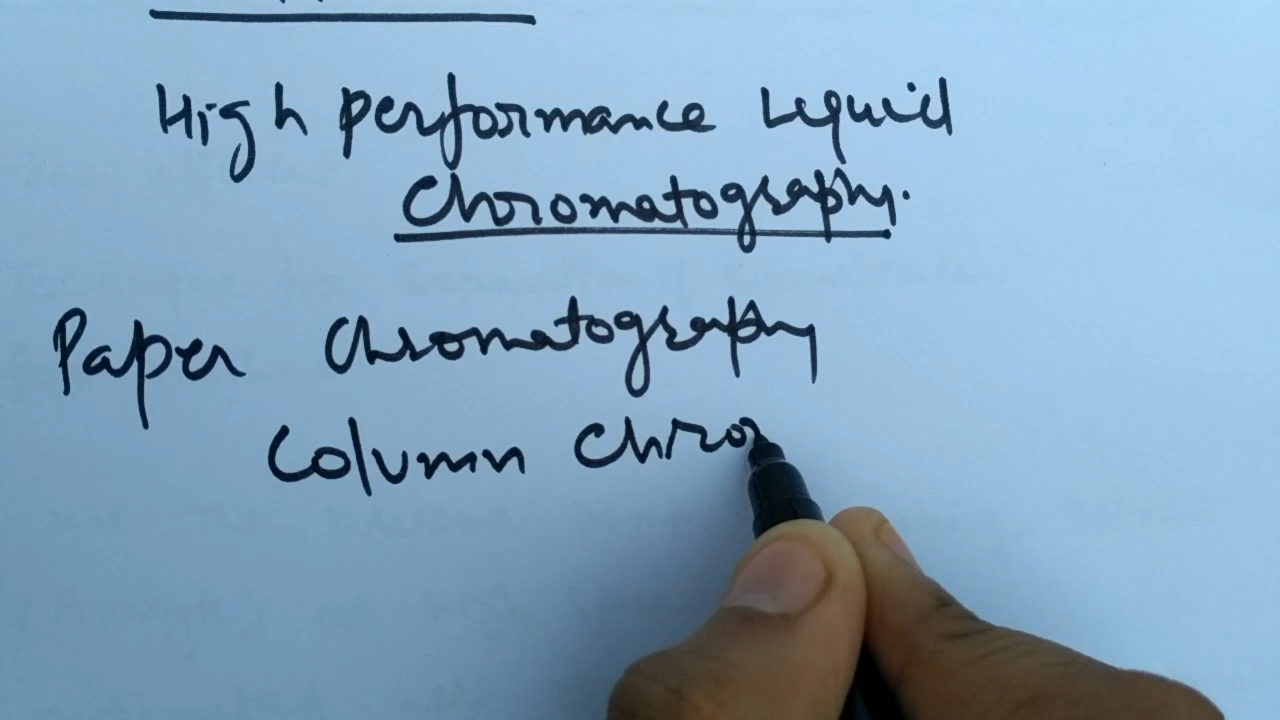 High performance Liquid
Chromatography.
Paper Chromatography
Column Chro